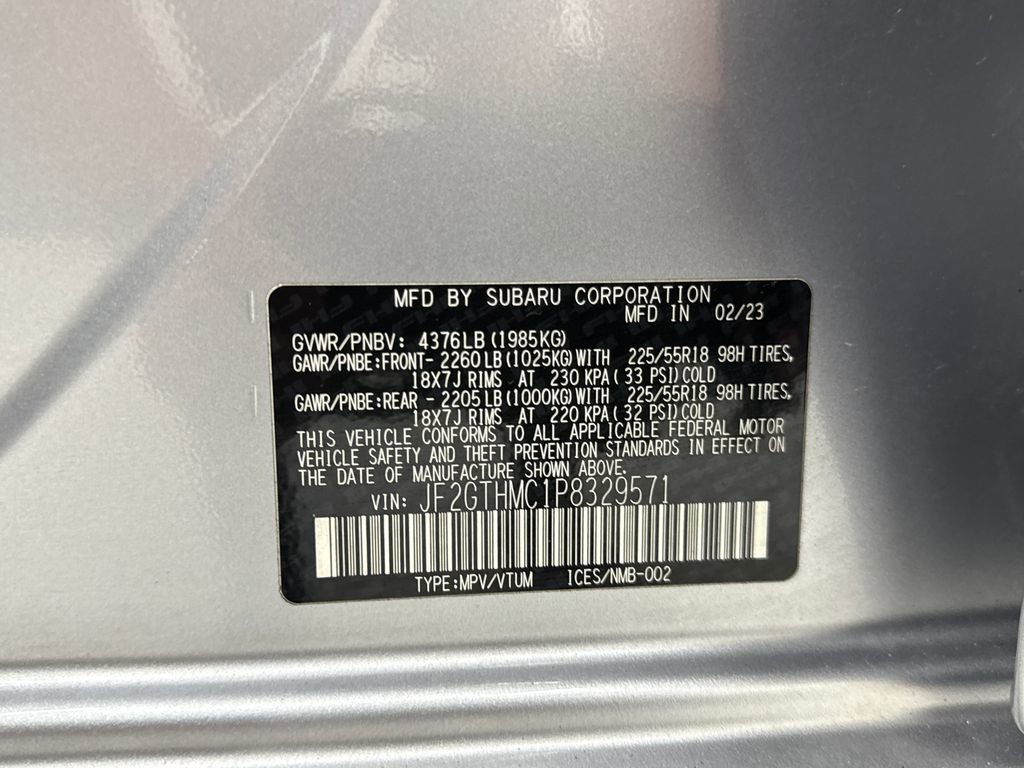 MFD BY SUBARU CORPORATION
MFD IN 02/23
GVWR/PNBV: 4376LB(1985KG)
GAWR/PNBE:FRONT- 2260LB(1025KG)WITH 225/55R18 98H TIRES,
18X7J RIMS AT 230 KPA( 33 PSI)COLD
GAWR/PNBE:REAR - 2205LB(1000KG)WITH 225/55R18 98H TIRES,
18X7J RIMS AT 220 KPA( 32 PSI)COLD
THIS VEHICLE CONFORMS TO ALL APPLICABLE FEDERAL MOTOR
VEHICLE SAFETY AND THEFT PREVENTION STANDARDS IN EFFECT ON
THE DATE OF MANUFACTURE SHOWN ABOVE.
VIN: JF2GTHMC1P8329571
TYPE:MPV/VTUM ICES/NMB-002